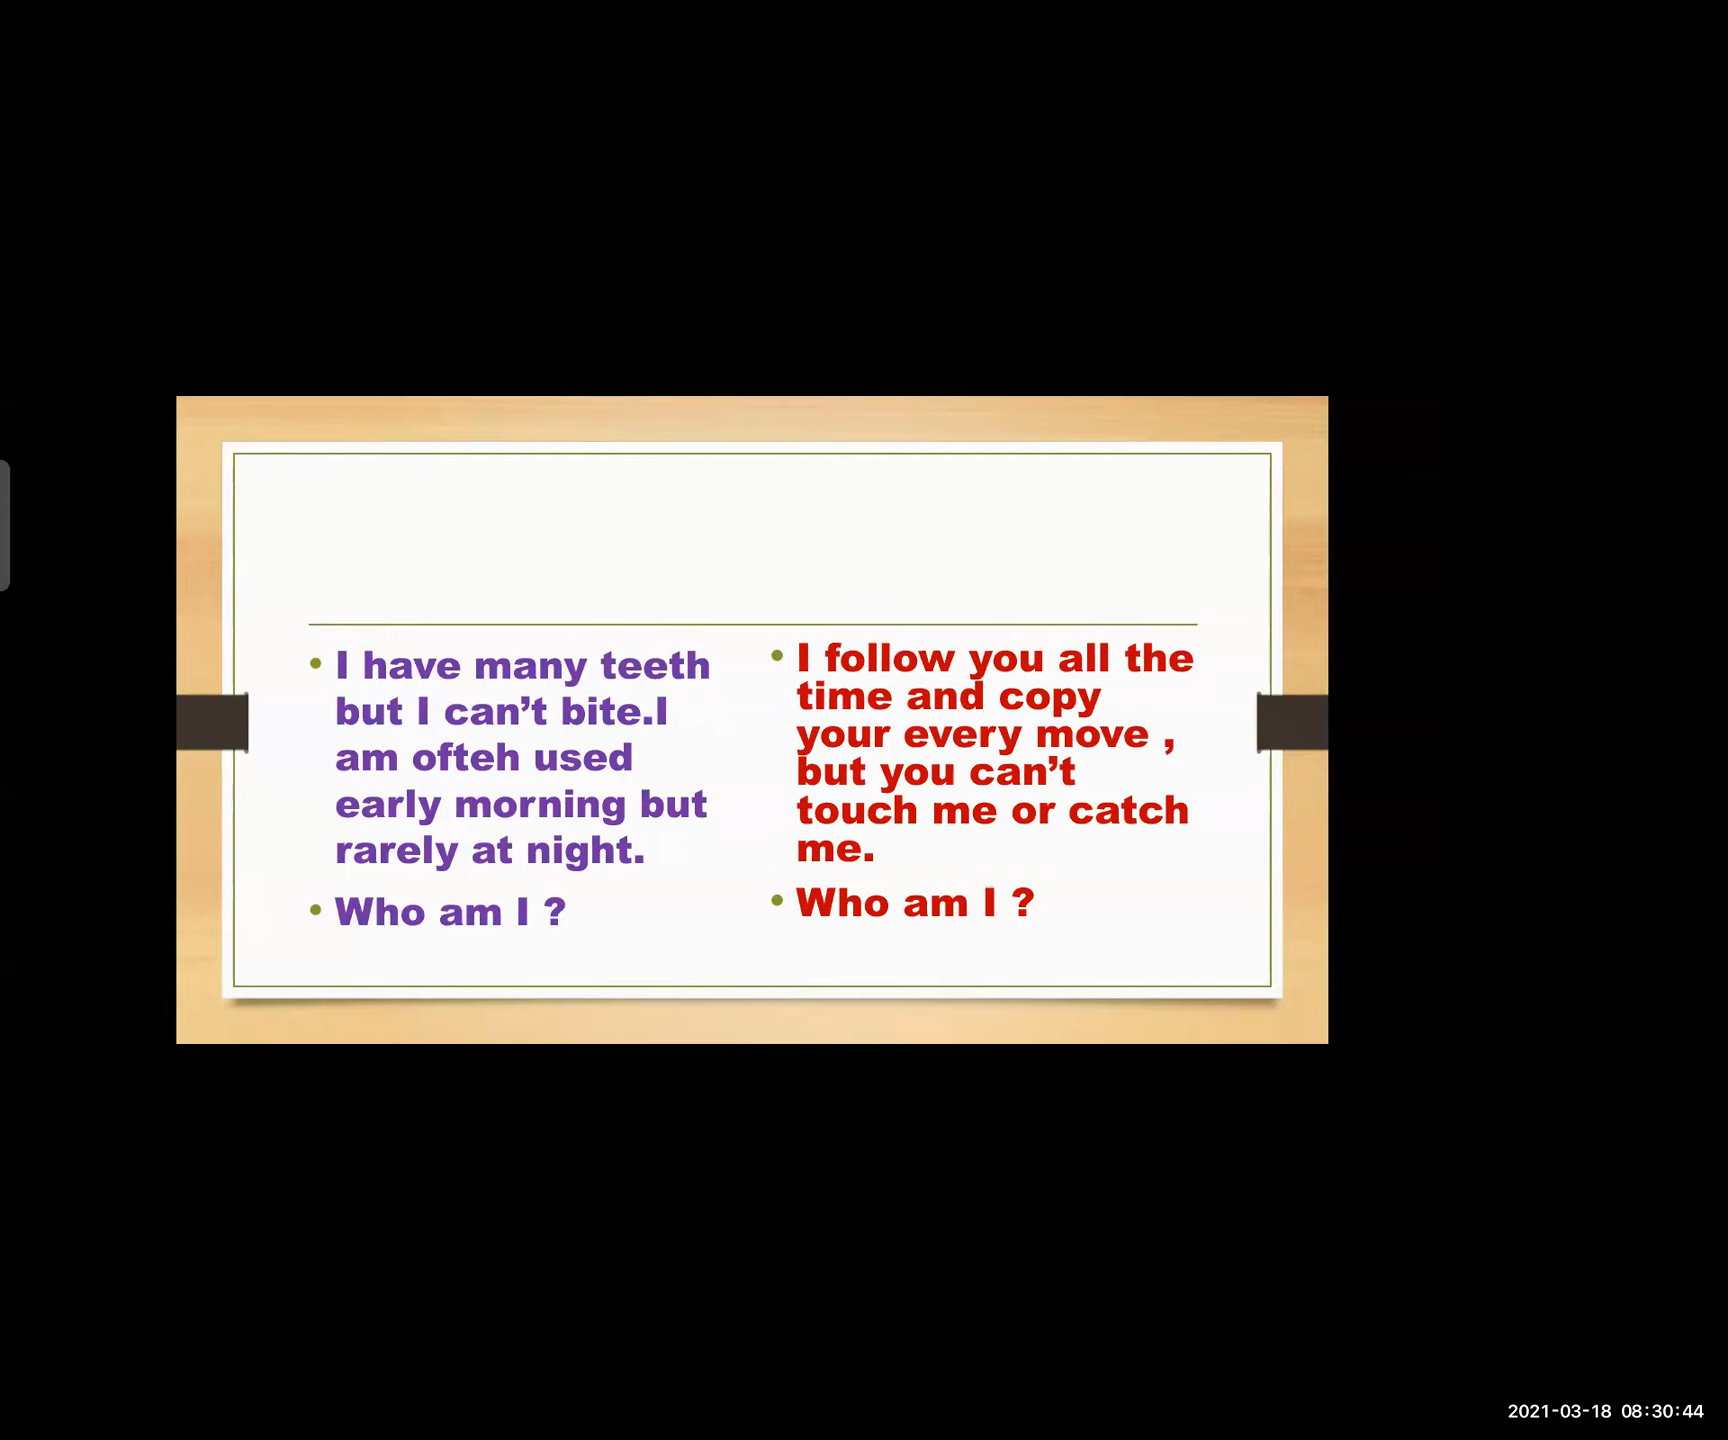 I have many teeth
but I can’t bite.I
am ofteh used
early morning but
rarely at night.
Who am I ?
I follow you all the
time and copy
your every move ,
but you can’t
touch me or catch
me.
Who am I ?
2021-03-18 08:30:44